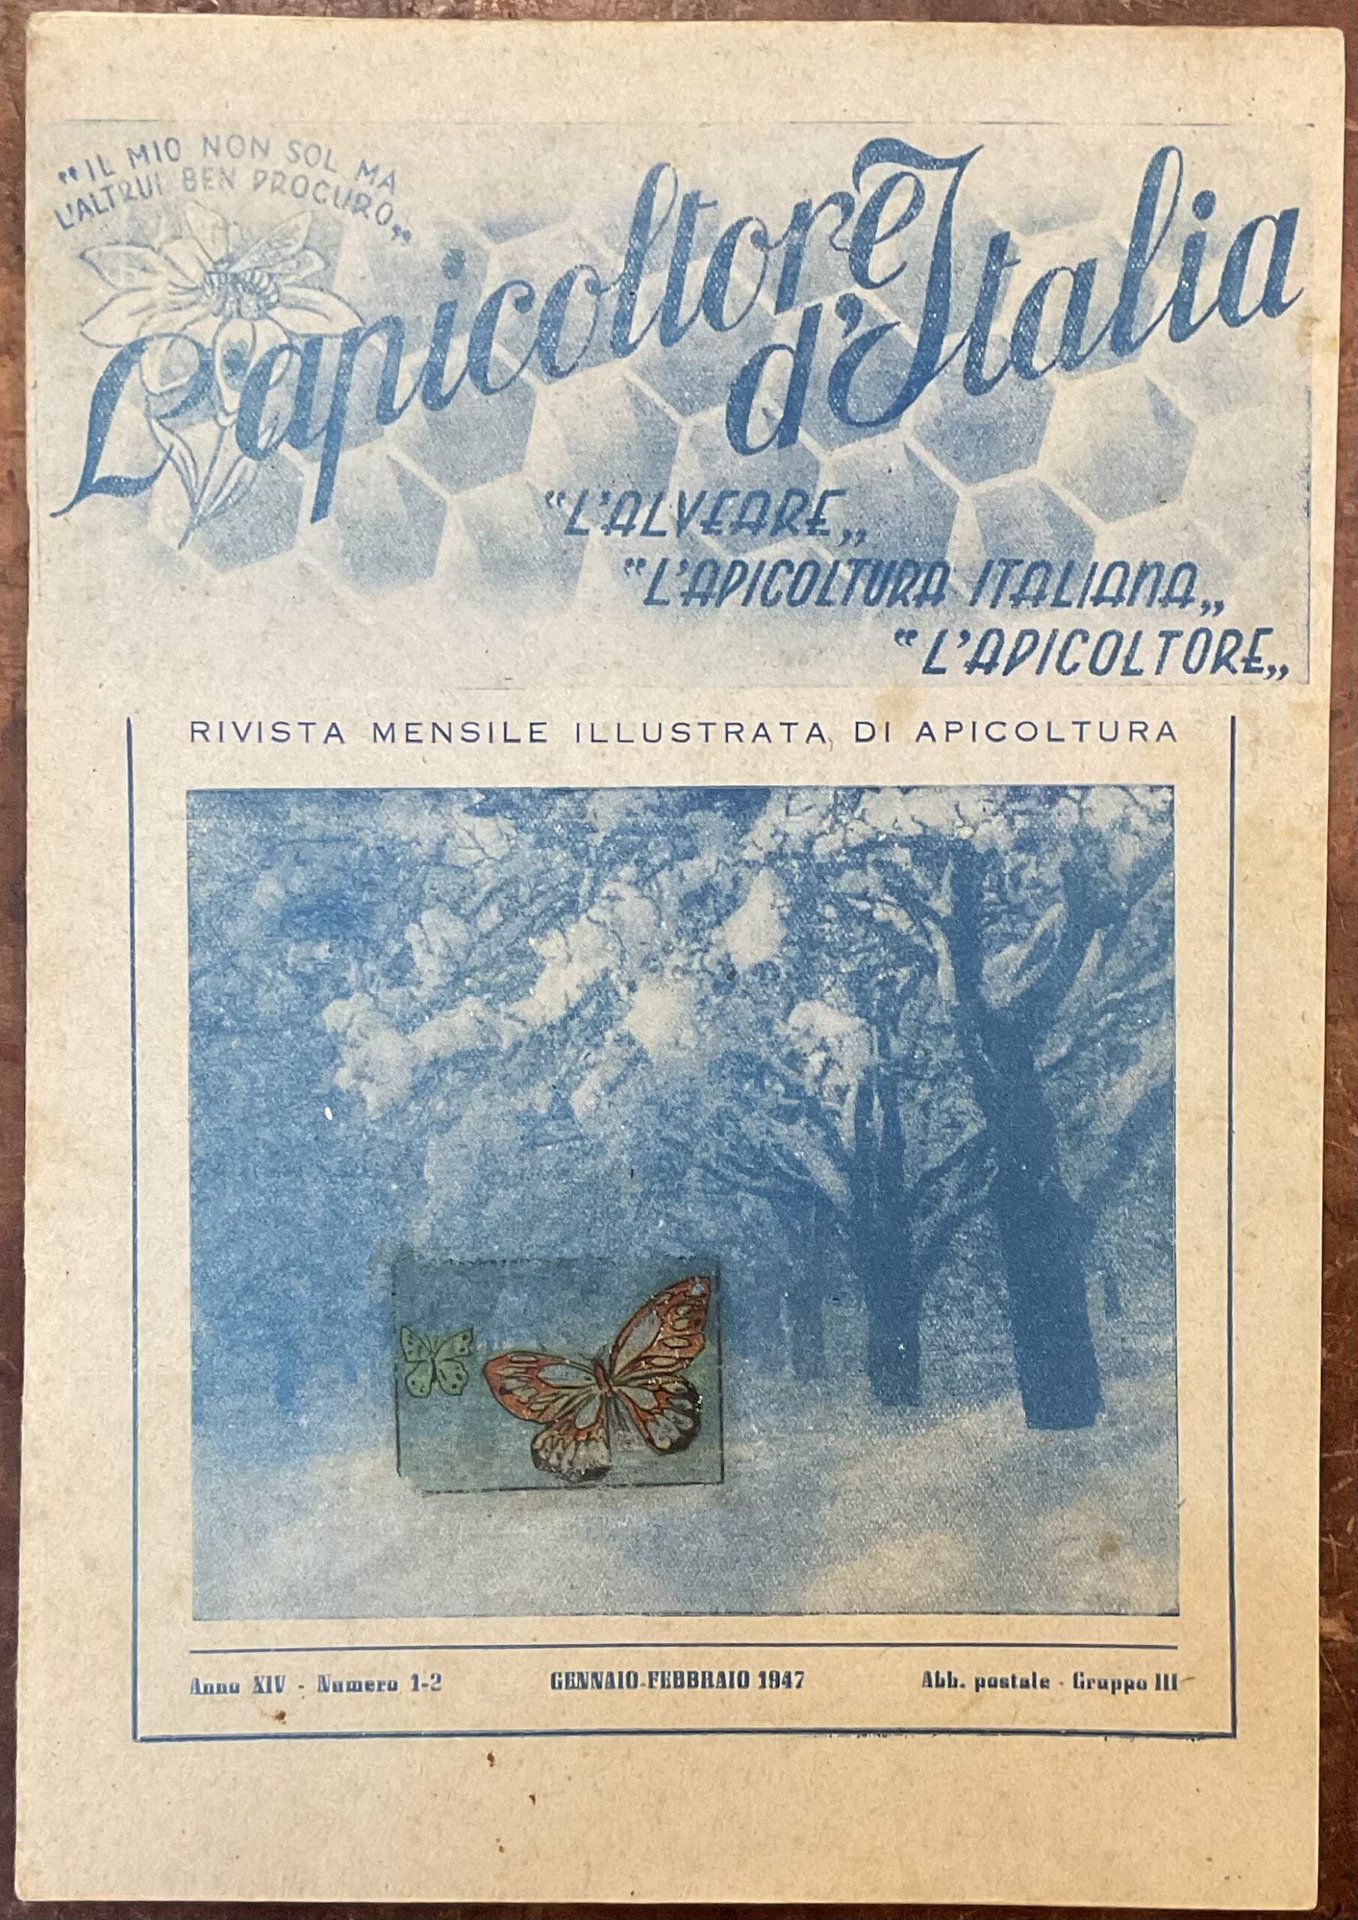 "IL MIO NON SOL MA
L'ALTRUI BEN PROCURO„
L'apicoltore
d'Italia
"L'ALVEARE„
"L'APICOLTURA ITALIANA„
"L'APICOLTORE„
RIVISTA MENSILE ILLUSTRATA DI APICOLTURA
Anno XIV - Numero 1-2 GENNAIO-FEBBRAIO 1947 Abb. postale - Gruppo III